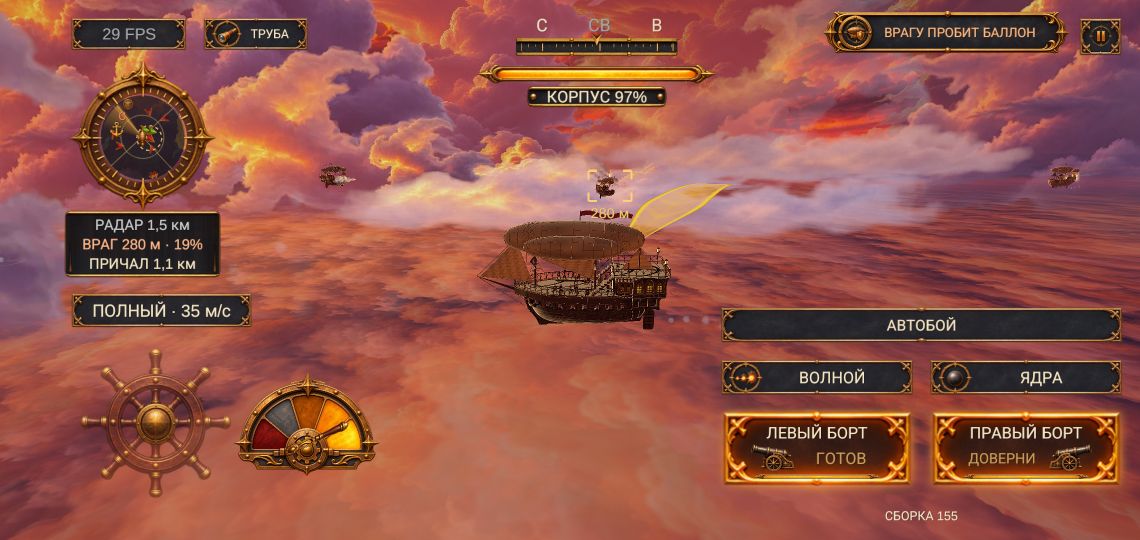 29 FPS
ТРУБА
С СВ В
КОРПУС 97%
ВРАГУ ПРОБИТ БАЛЛОН
РАДАР 1,5 км
ВРАГ 280 м · 19%
ПРИЧАЛ 1,1 км
280 м
ПОЛНЫЙ · 35 м/с
АВТОБОЙ
ВОЛНОЙ
ЯДРА
ЛЕВЫЙ БОРТ
ГОТОВ
ПРАВЫЙ БОРТ
ДОВЕРНИ
СБОРКА 155